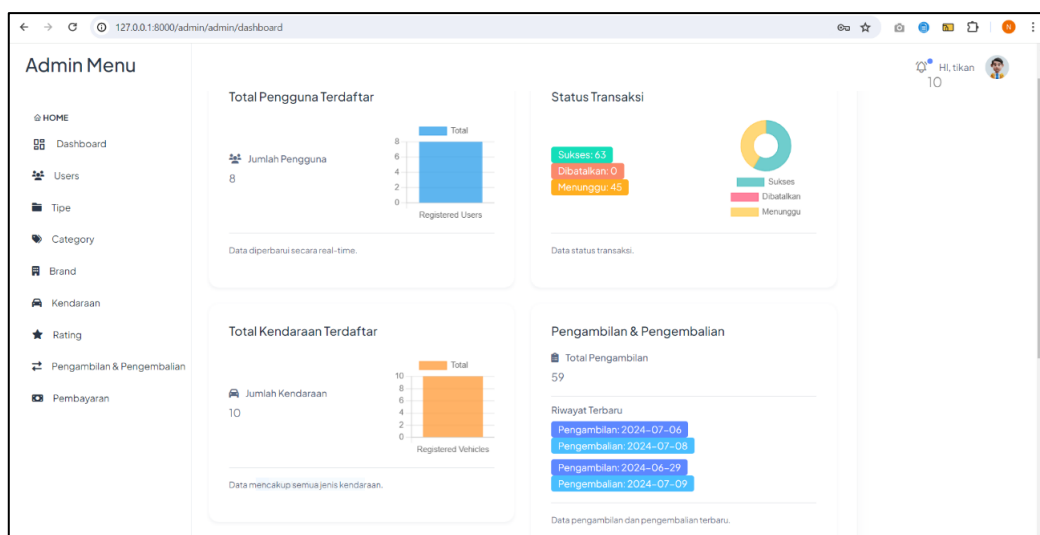 127.0.0.1:8000/admin/admin/dashboard
N
Admin Menu
HI, tikan
10
HOME
Dashboard
Users
Tipe
Category
Brand
Kendaraan
Rating
Pengambilan & Pengembalian
Pembayaran
Total Pengguna Terdaftar
Jumlah Pengguna
8
Total
8
6
4
2
0
Registered Users
Data diperbarui secara real-time.
Status Transaksi
Sukses: 63
Dibatalkan: 0
Menunggu: 45
Sukses
Dibatalkan
Menunggu
Data status transaksi.
Total Kendaraan Terdaftar
Jumlah Kendaraan
10
Total
10
8
6
4
2
0
Registered Vehicles
Data mencakup semua jenis kendaraan.
Pengambilan & Pengembalian
Total Pengambilan
59
Riwayat Terbaru
Pengambilan: 2024-07-06
Pengembalian: 2024-07-08
Pengambilan: 2024-06-29
Pengembalian: 2024-07-09
Data pengambilan dan pengembalian terbaru.